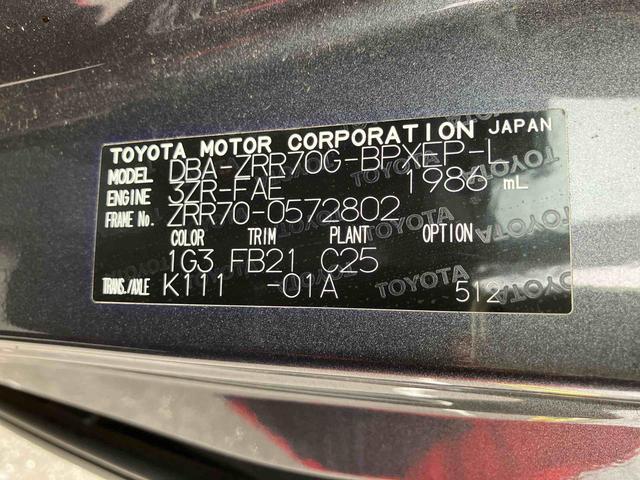 TOYOTA MOTOR CORPORATION JAPAN
MODEL DBA-ZRR70G-BPXEP-L
ENGINE 3ZR-FAE 1986 mL
FRAME No. ZRR70-0572802
COLOR TRIM PLANT OPTION
1G3 FB21 C25
TRANS./AXLE K111 -01A 512